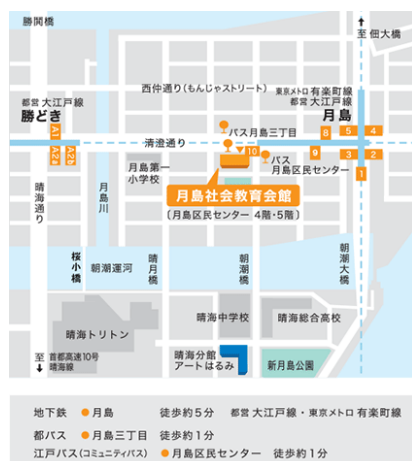 勝鬨橋
至 佃大橋
西仲通り(もんじゃストリート)
東京メトロ 有楽町線
都営 大江戸線
月島
都営 大江戸線
勝どき
A1
A2a
A2b
清澄通り
バス月島三丁目
10
8
5
4
9
3
2
1
バス
月島区民センター
月島第一
小学校
月島社会教育会館
〔月島区民センター 4階・5階〕
晴海通り
月島川
桜小橋
朝潮運河
晴月橋
朝潮橋
朝潮大橋
晴海トリトン
晴海中学校
晴海総合高校
晴海分館
アートはるみ
新月島公園
至 首都高速10号
晴海線
地下鉄 ●月島 徒歩約5分 都営 大江戸線・東京メトロ 有楽町線
都バス ●月島三丁目 徒歩約1分
江戸バス(コミュニティバス) ●月島区民センター 徒歩約1分